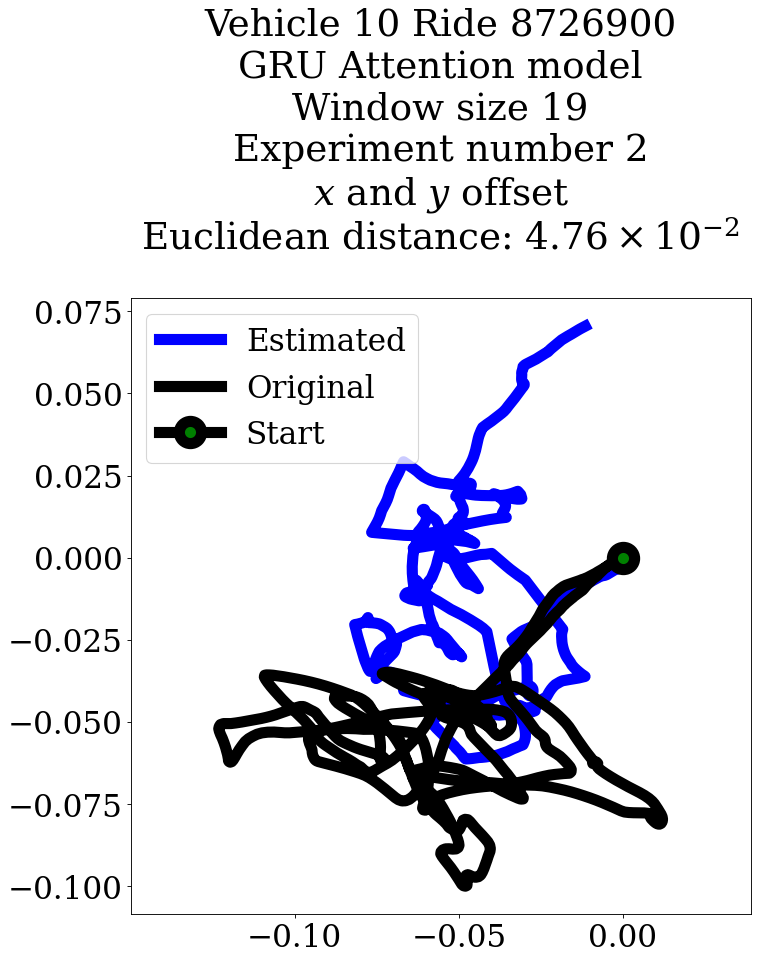 Vehicle 10 Ride 8726900
GRU Attention model
Window size 19
Experiment number 2
x and y offset
Euclidean distance: 4.76 × 10⁻²
0.075
0.050
0.025
0.000
−0.025
−0.050
−0.075
−0.100
Estimated
Original
Start
−0.10
−0.05
0.00